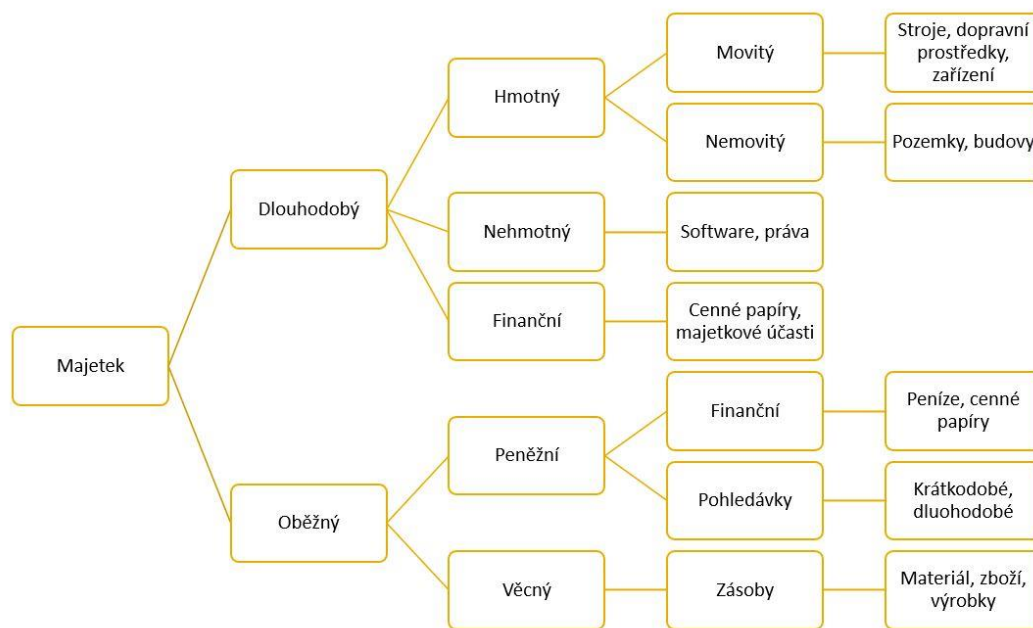 Majetek
Dlouhodobý
Hmotný
Movitý
Stroje, dopravní
prostředky,
zařízení
Nemovitý
Pozemky, budovy
Nehmotný
Software, práva
Finanční
Cenné papíry,
majetkové účasti
Oběžný
Peněžní
Finanční
Peníze, cenné
papíry
Pohledávky
Krátkodobé,
dluohodobé
Věcný
Zásoby
Materiál, zboží,
výrobky